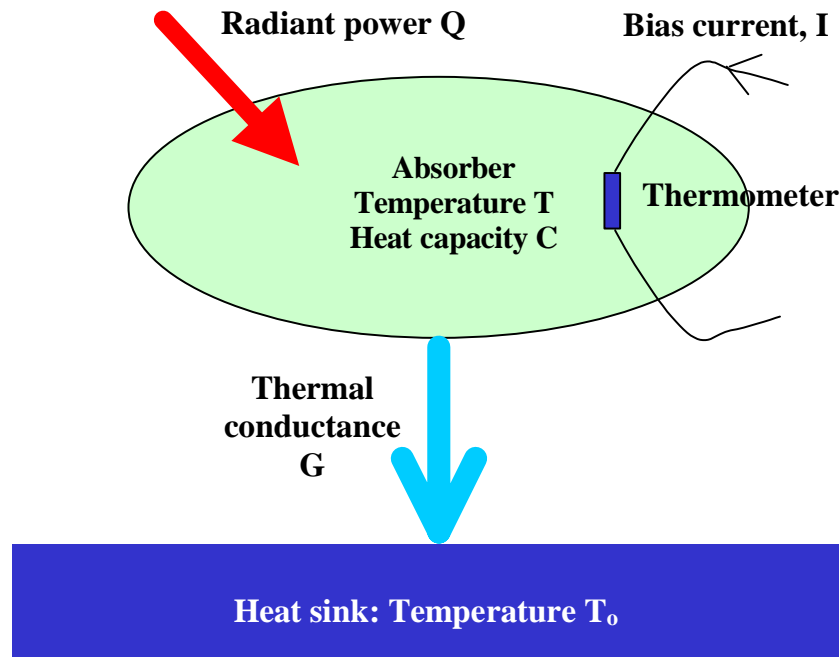 Radiant power Q
Bias current, I
Absorber
Temperature T
Heat capacity C
Thermometer
Thermal
conductance
G
Heat sink: Temperature Tₒ